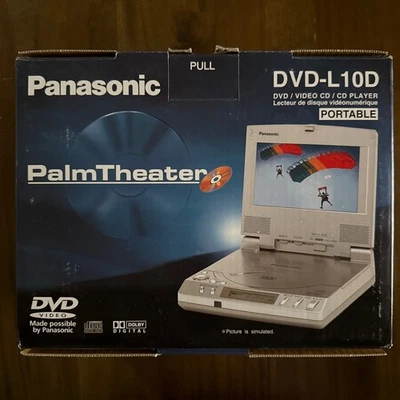 PULL
Panasonic
DVD-L10D
DVD / VIDEO CD / CD PLAYER
Lecteur de disque vidéonumérique
PORTABLE
PalmTheater
Panasonic
DVD
VIDEO
Made possible
by Panasonic
DOLBY
DIGITAL
※Picture is simulated.